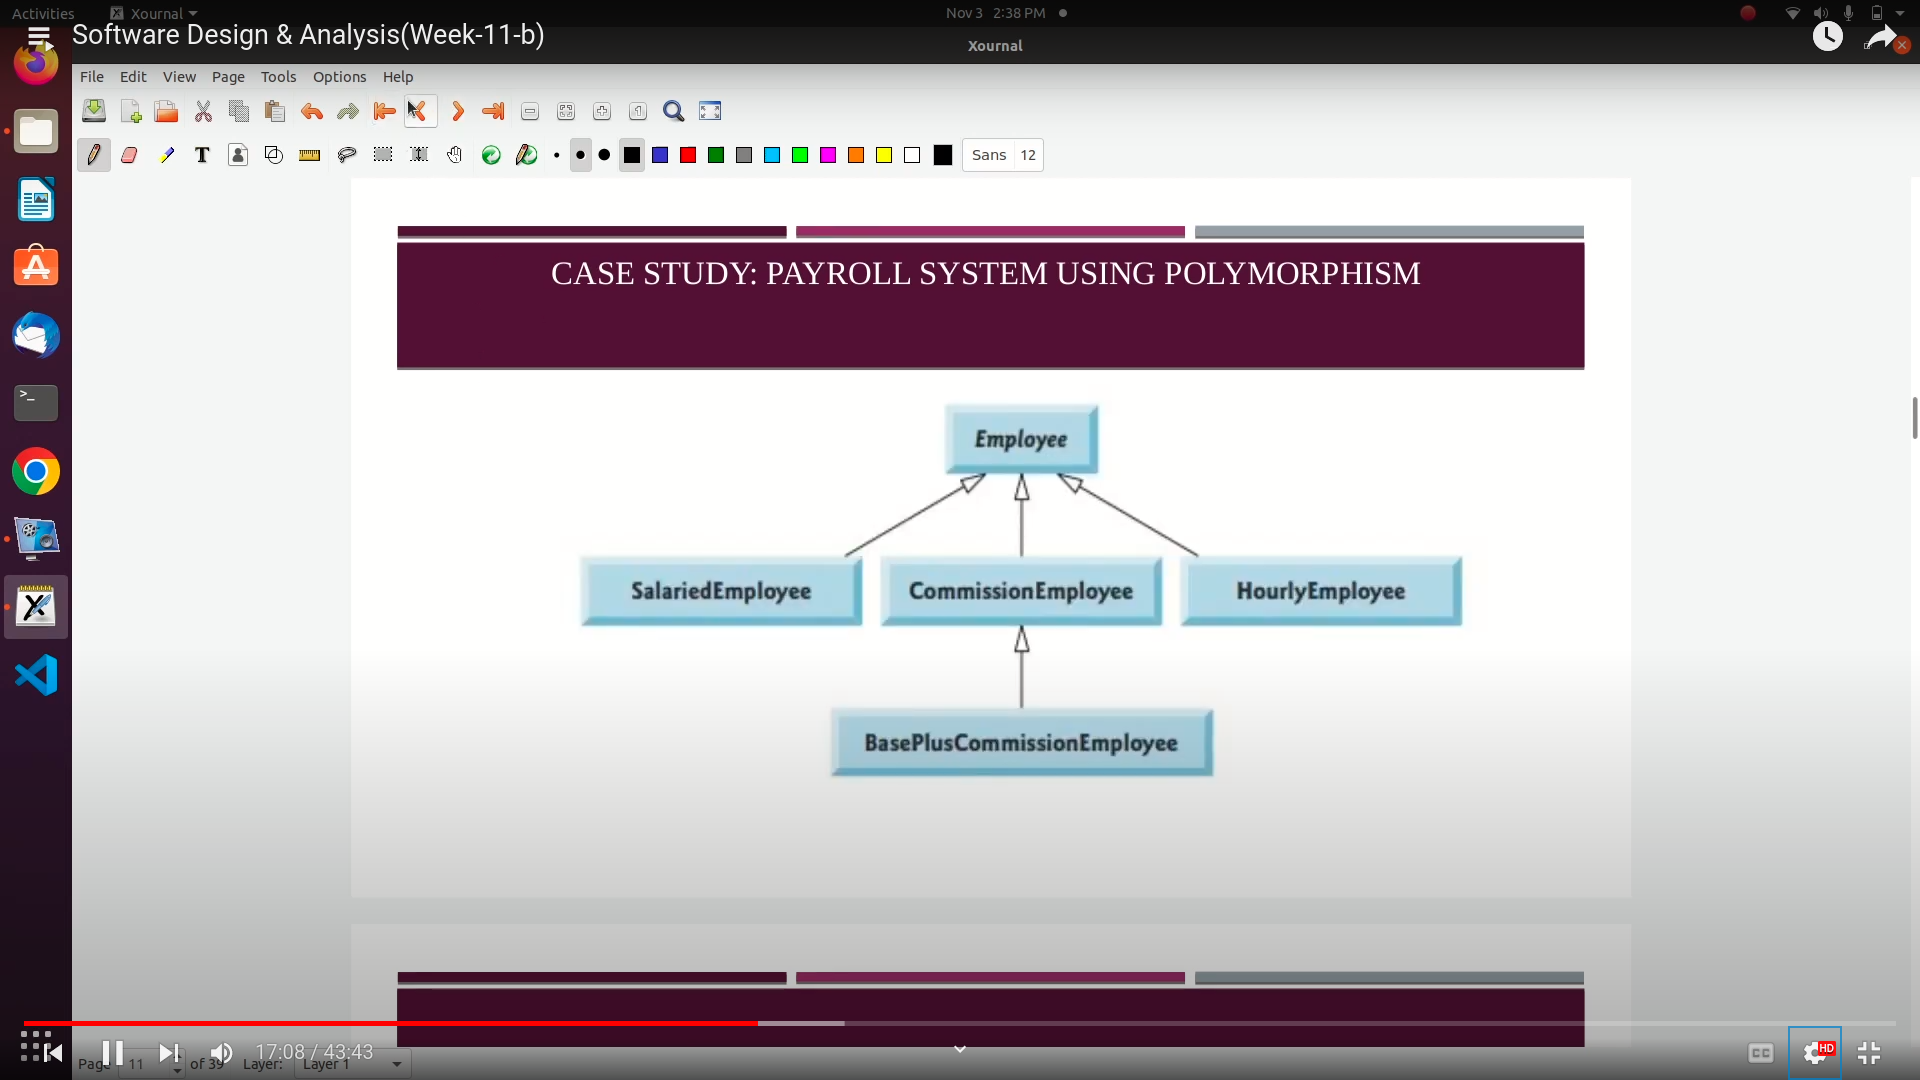 Activities
Xournal
Nov 3 2:38 PM
Software Design & Analysis(Week-11-b)
Xournal
File Edit View Page Tools Options Help
Sans 12
CASE STUDY: PAYROLL SYSTEM USING POLYMORPHISM
Employee
SalariedEmployee
CommissionEmployee
HourlyEmployee
BasePlusCommissionEmployee
17:08 / 43:43
CC
HD
Page 11 of 39 Layer: Layer 1